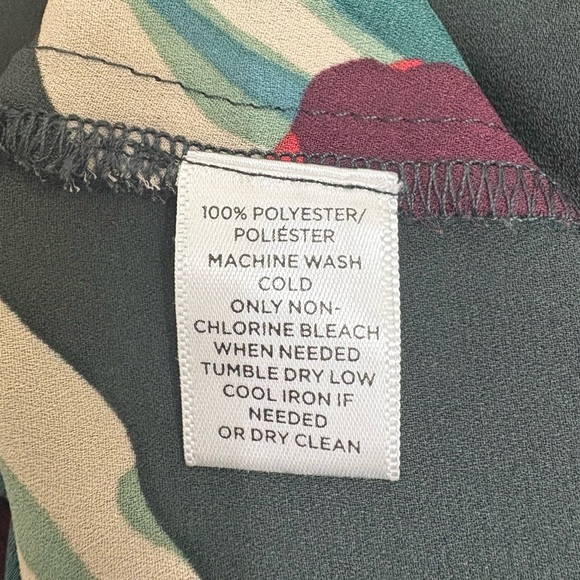 100% POLYESTER/
POLIÉSTER
MACHINE WASH
COLD
ONLY NON-
CHLORINE BLEACH
WHEN NEEDED
TUMBLE DRY LOW
COOL IRON IF
NEEDED
OR DRY CLEAN